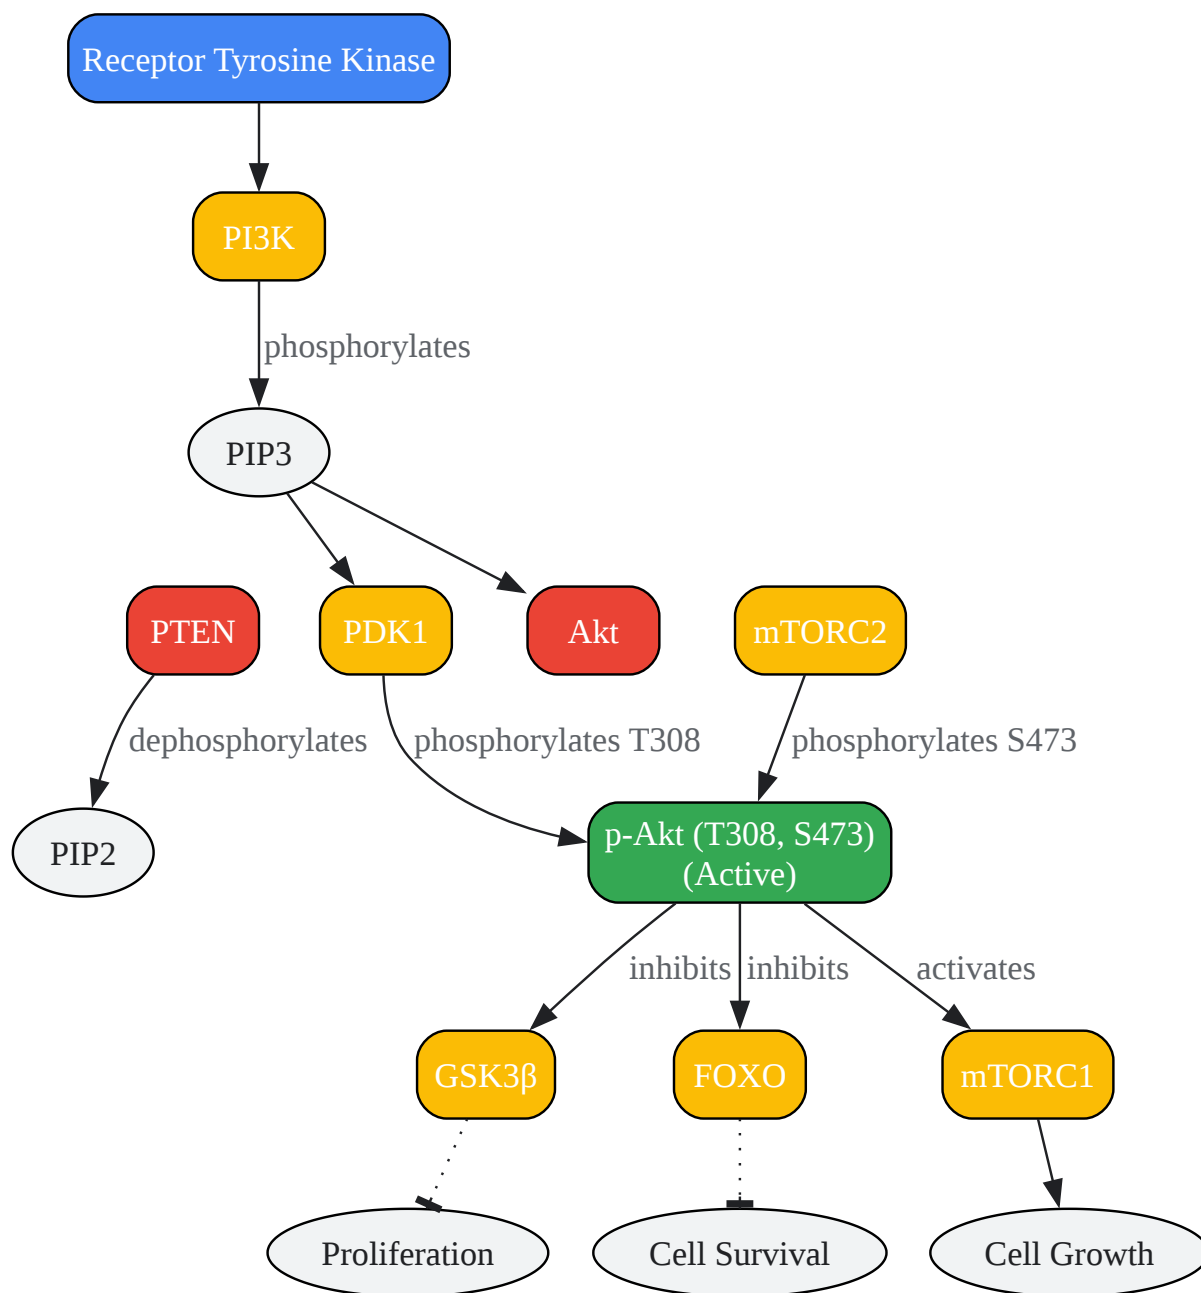 Receptor Tyrosine Kinase
PI3K
phosphorylates
PIP3
PTEN
PDK1
Akt
mTORC2
dephosphorylates
phosphorylates T308
phosphorylates S473
p-Akt (T308, S473)
(Active)
PIP2
inhibits
inhibits
activates
GSK3β
FOXO
mTORC1
Proliferation
Cell Survival
Cell Growth